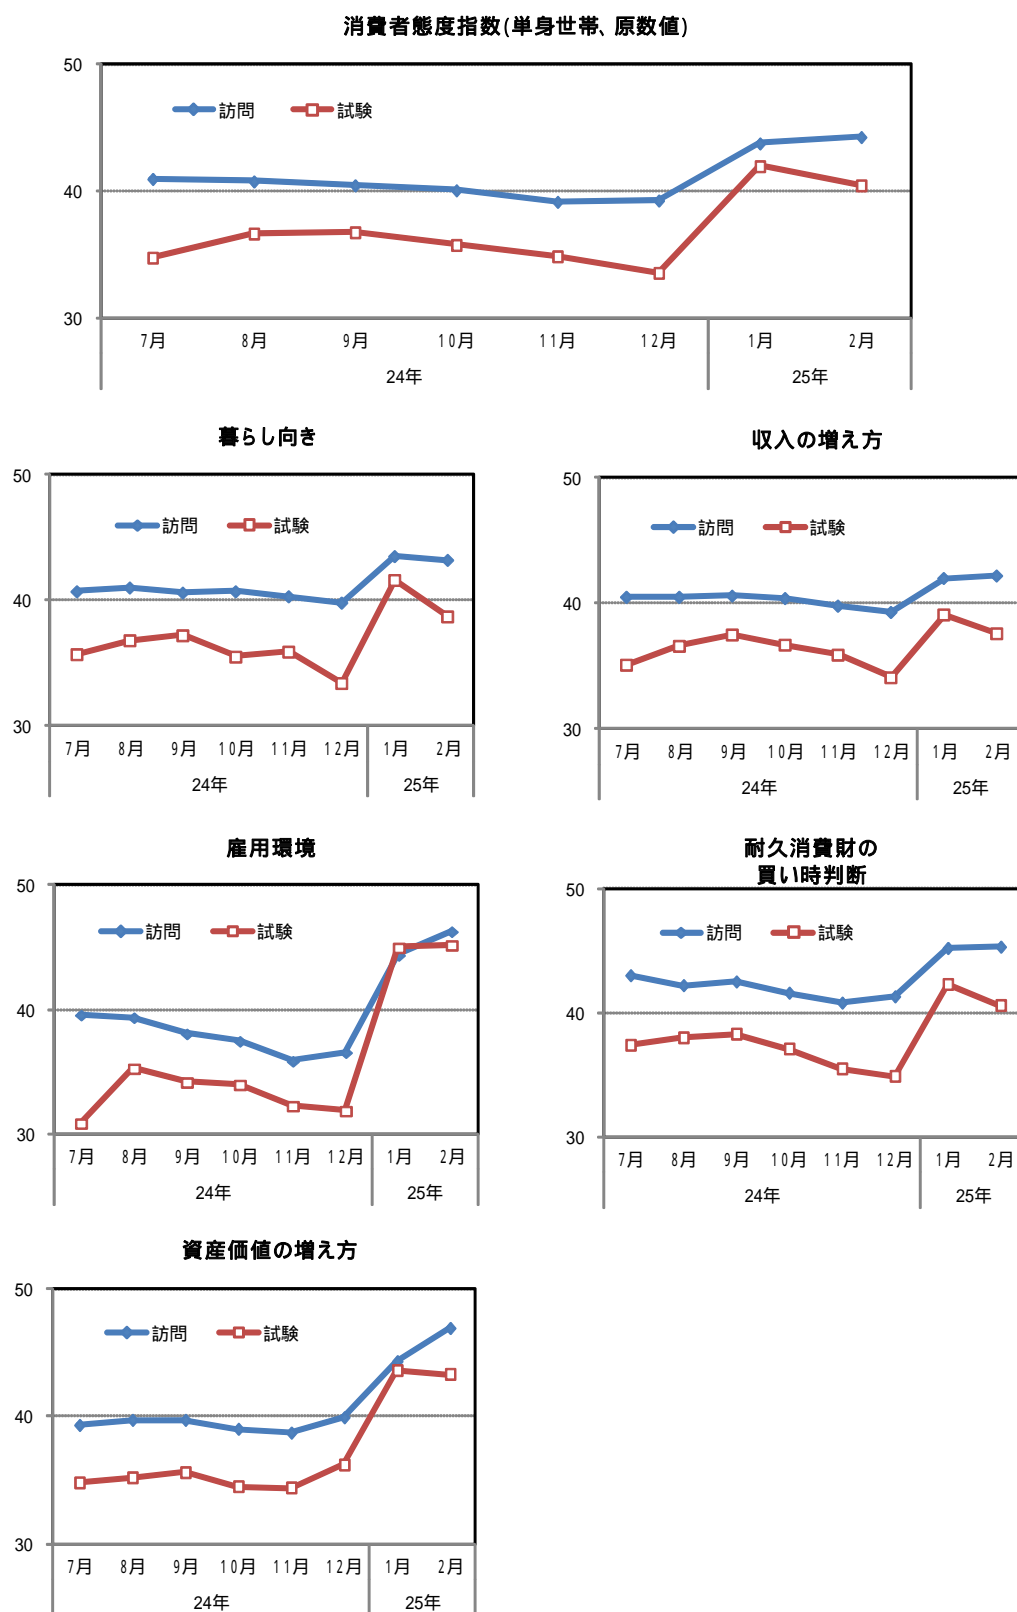 消費者態度指数(単身世帯、原数値)
50
訪問 試験
40
30
7月 8月 9月 10月 11月 12月 1月 2月
24年 25年
暮らし向き
50
訪問 試験
40
30
7月 8月 9月 10月 11月 12月 1月 2月
24年 25年
収入の増え方
50
訪問 試験
40
30
7月 8月 9月 10月 11月 12月 1月 2月
24年 25年
雇用環境
50
訪問 試験
40
30
7月 8月 9月 10月 11月 12月 1月 2月
24年 25年
耐久消費財の
買い時判断
50
訪問 試験
40
30
7月 8月 9月 10月 11月 12月 1月 2月
24年 25年
資産価値の増え方
50
訪問 試験
40
30
7月 8月 9月 10月 11月 12月 1月 2月
24年 25年